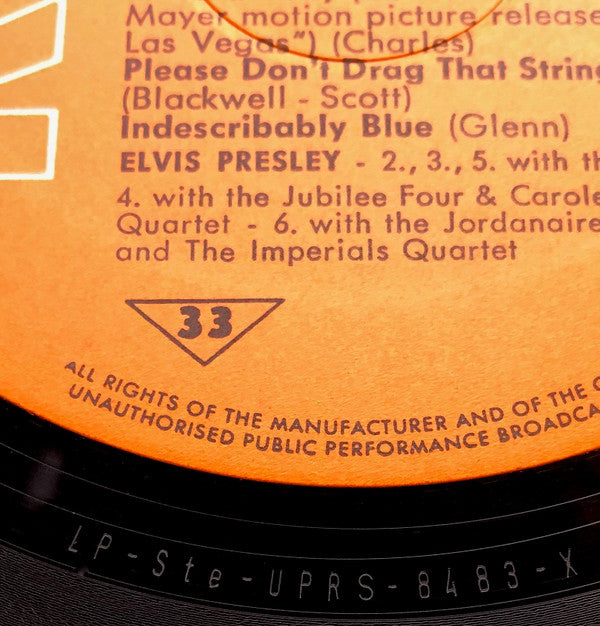 Mayer motion picture release
Las Vegas") (Charles)
Please Don't Drag That String
(Blackwell - Scott)
Indescribably Blue (Glenn)
ELVIS PRESLEY - 2., 3., 5. with th
4. with the Jubilee Four & Carole
Quartet - 6. with the Jordanaire
and The Imperials Quartet
33
ALL RIGHTS OF THE MANUFACTURER AND OF THE O
UNAUTHORISED PUBLIC PERFORMANCE BROADCA
LP-Ste-UPRS-8483-X